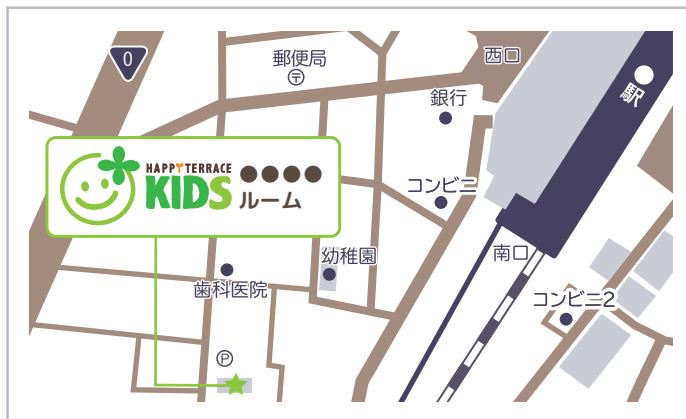 0
郵便局
〒
西口
銀行
●駅
コンビニ
HAPPY TERRACE
KIDS
●●●●
ルーム
南口
幼稚園
歯科医院
コンビニ2
P